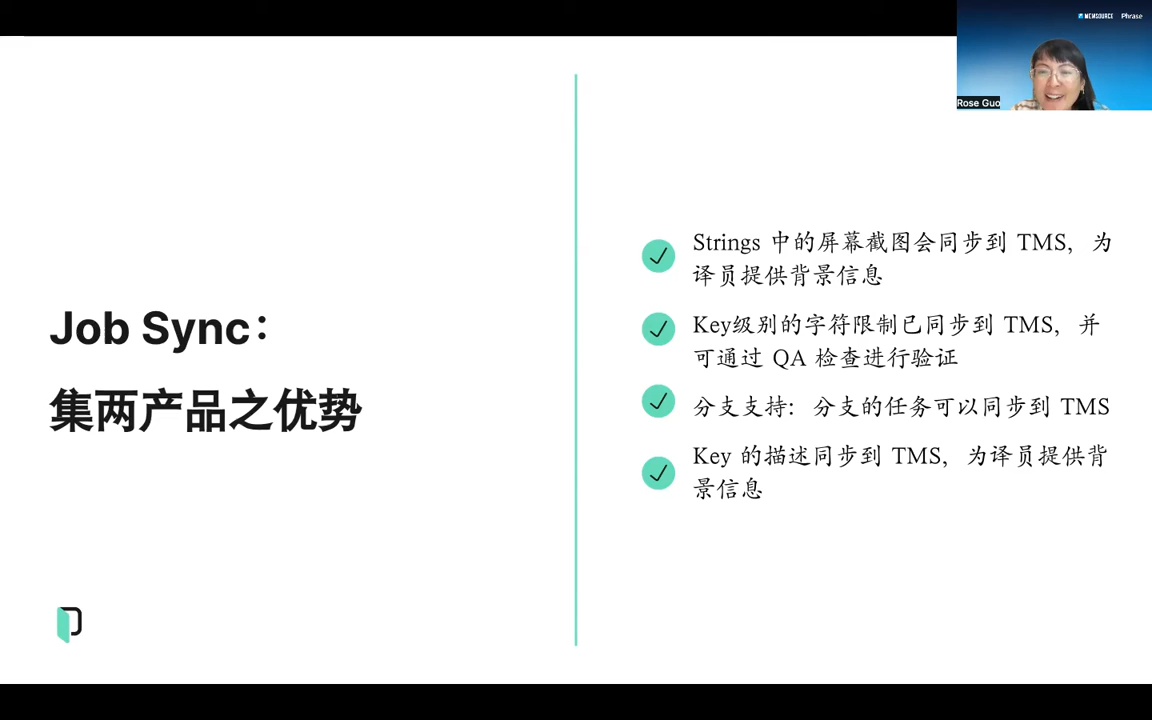 MEMSOURCE Phrase
Rose Guo
Job Sync：
集两产品之优势
Strings 中的屏幕截图会同步到 TMS，为
译员提供背景信息
Key级别的字符限制已同步到 TMS，并
可通过 QA 检查进行验证
分支支持：分支的任务可以同步到 TMS
Key 的描述同步到 TMS，为译员提供背
景信息